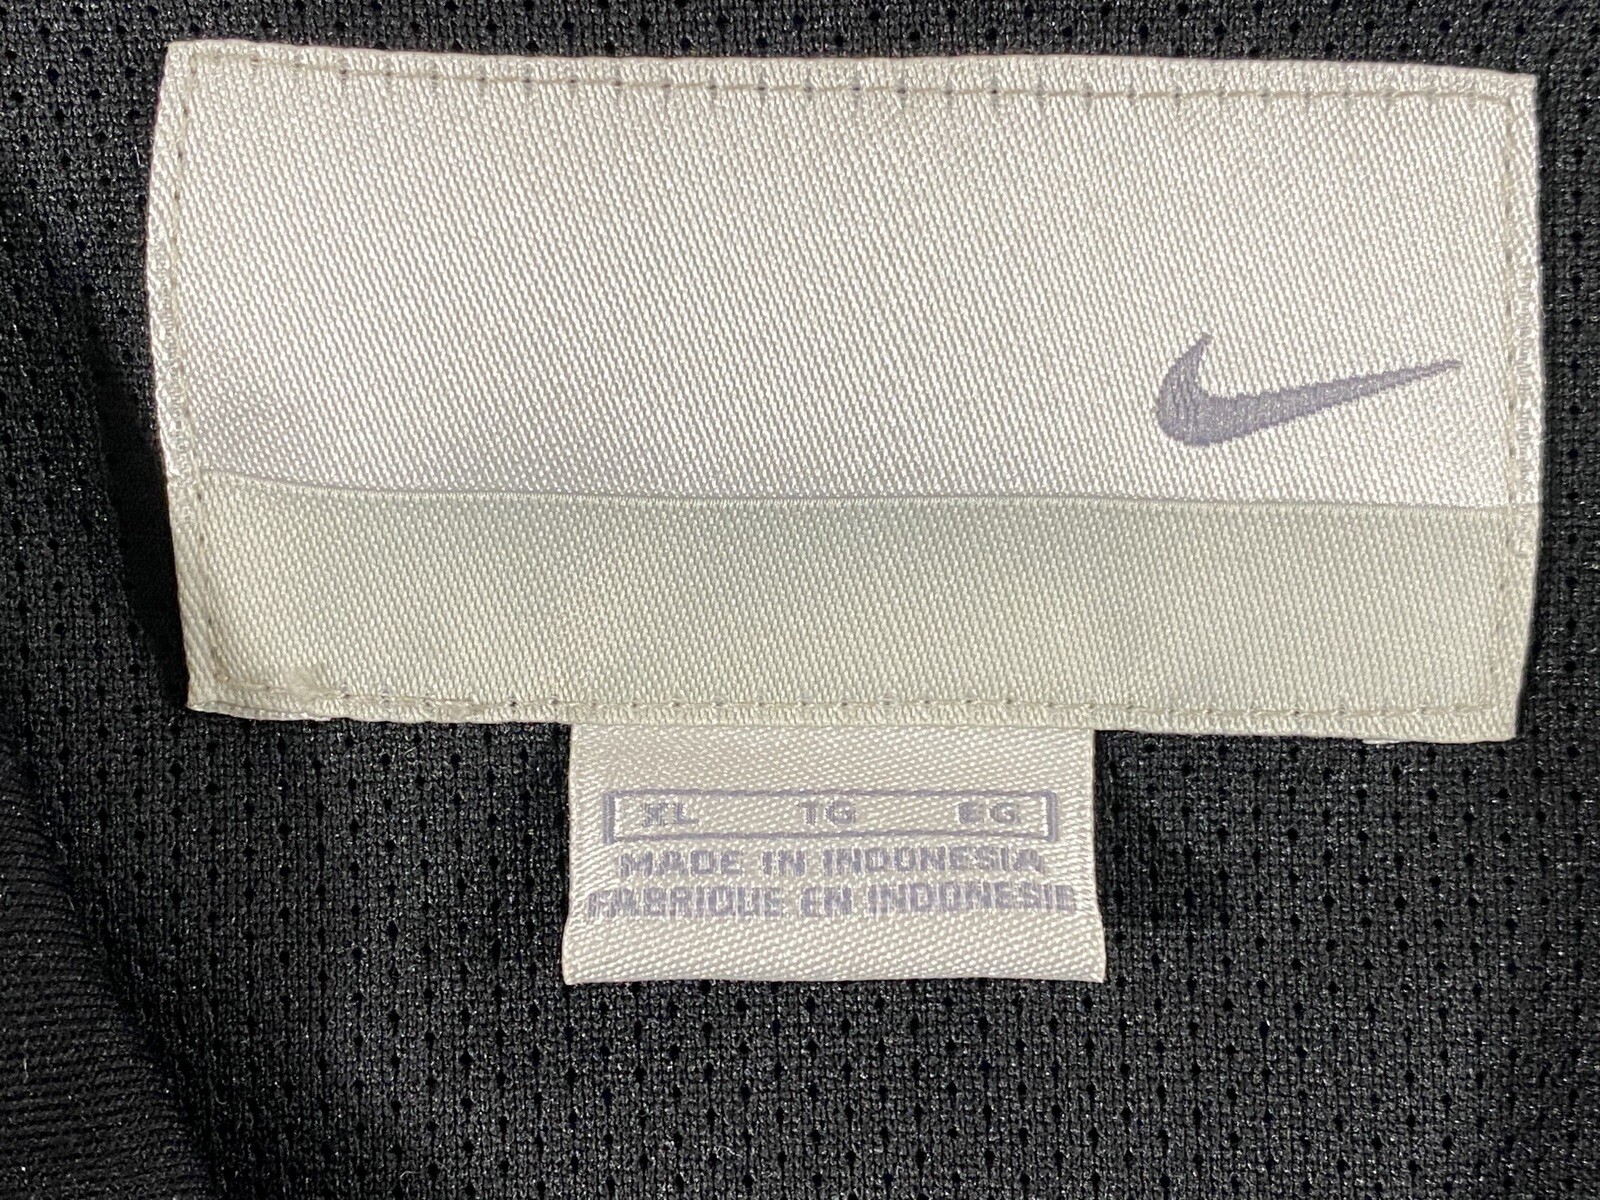 XL TG EG
MADE IN INDONESIA
FABRIQUE EN INDONESIE